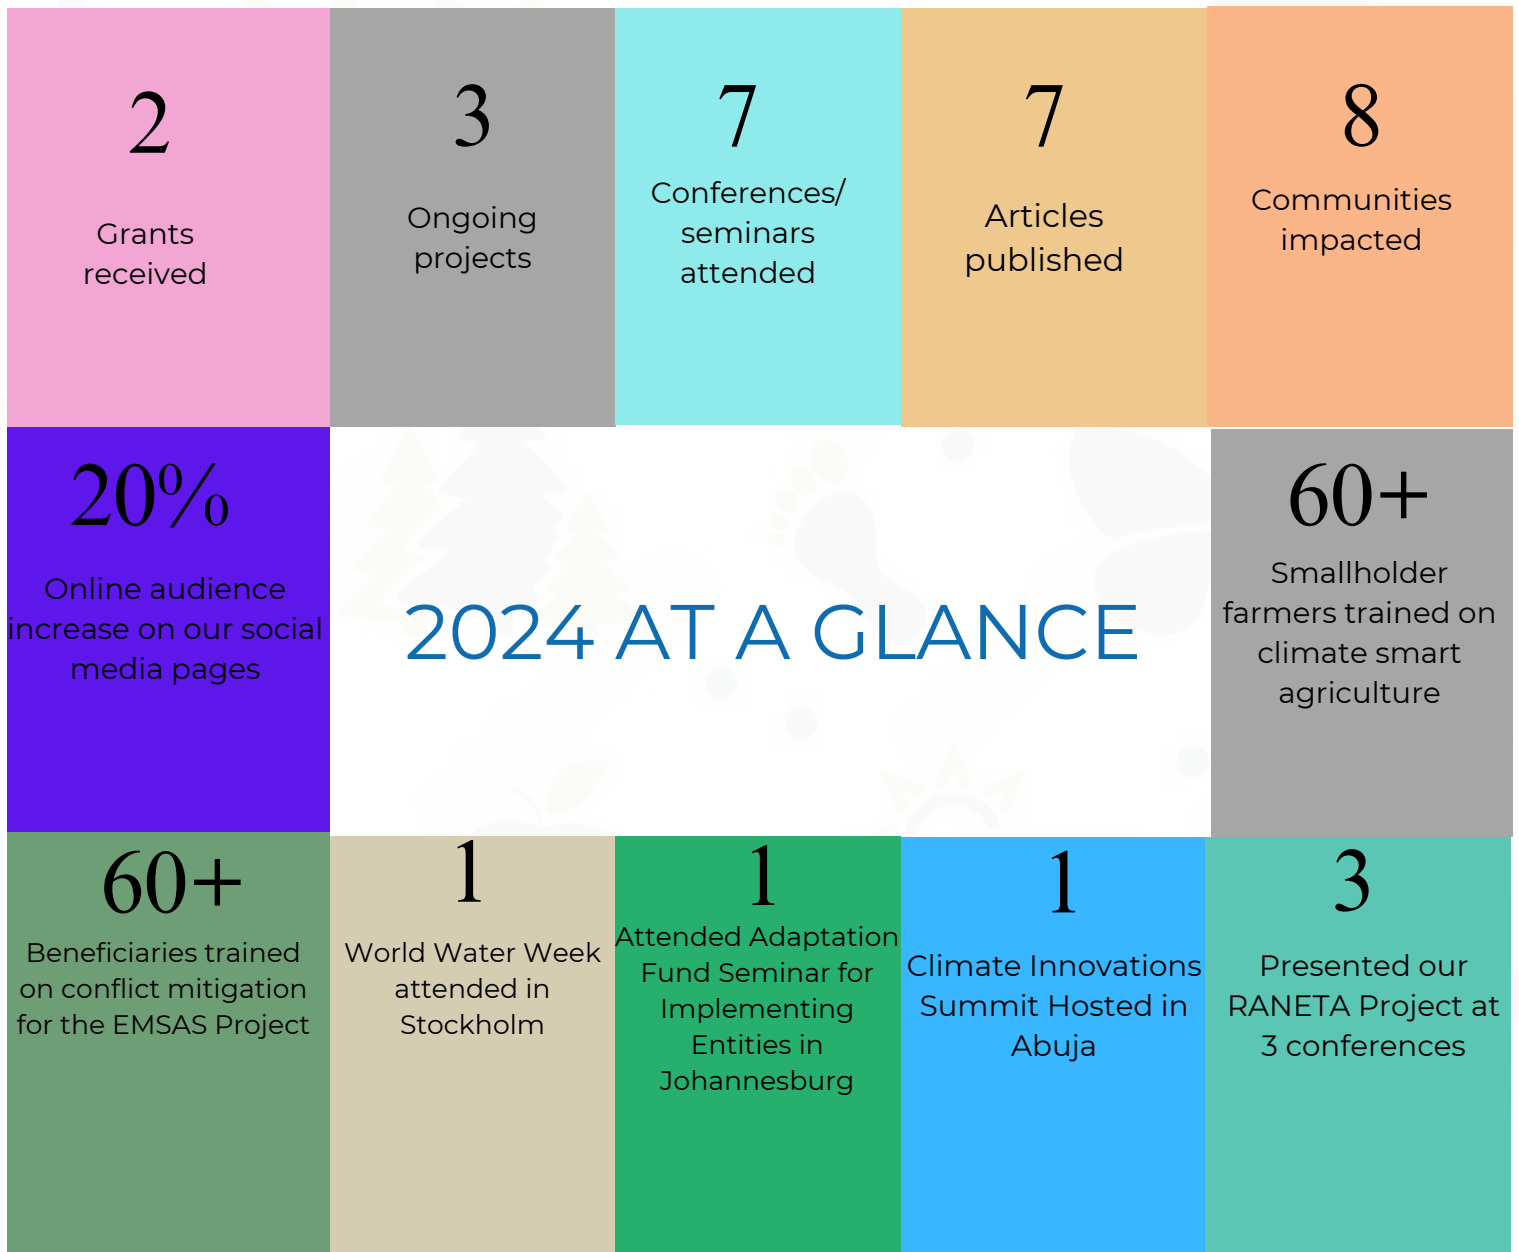 2
Grants
received
3
Ongoing
projects
7
Conferences/
seminars
attended
7
Articles
published
8
Communities
impacted
20%
Online audience
increase on our social
media pages
2024 AT A GLANCE
60+
Smallholder
farmers trained on
climate smart
agriculture
60+
Beneficiaries trained
on conflict mitigation
for the EMSAS Project
1
World Water Week
attended in
Stockholm
1
Attended Adaptation
Fund Seminar for
Implementing
Entities in
Johannesburg
1
Climate Innovations
Summit Hosted in
Abuja
3
Presented our
RANETA Project at
3 conferences